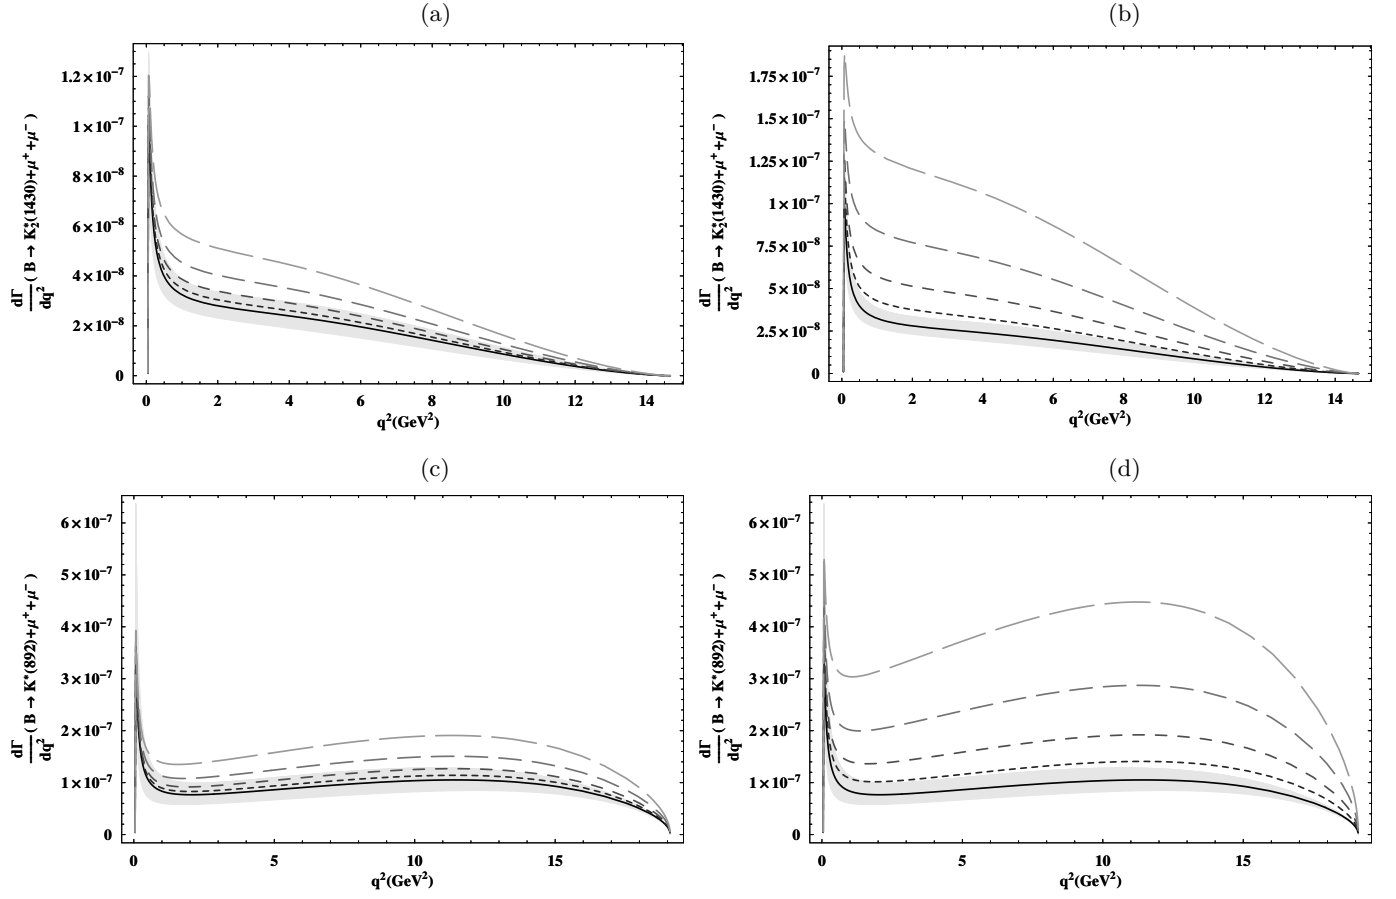 (a)
dΓ/dq² ( B → K₂*(1430)+μ⁺+μ⁻ )
1.2×10⁻⁷
1×10⁻⁷
8×10⁻⁸
6×10⁻⁸
4×10⁻⁸
2×10⁻⁸
0
0 2 4 6 8 10 12 14
q²(GeV²)
(b)
dΓ/dq² ( B → K₂*(1430)+μ⁺+μ⁻ )
1.75×10⁻⁷
1.5×10⁻⁷
1.25×10⁻⁷
1×10⁻⁷
7.5×10⁻⁸
5×10⁻⁸
2.5×10⁻⁸
0
0 2 4 6 8 10 12 14
q²(GeV²)
(c)
dΓ/dq² ( B → K*(892)+μ⁺+μ⁻ )
6×10⁻⁷
5×10⁻⁷
4×10⁻⁷
3×10⁻⁷
2×10⁻⁷
1×10⁻⁷
0
0 5 10 15
q²(GeV²)
(d)
dΓ/dq² ( B → K*(892)+μ⁺+μ⁻ )
6×10⁻⁷
5×10⁻⁷
4×10⁻⁷
3×10⁻⁷
2×10⁻⁷
1×10⁻⁷
0
0 5 10 15
q²(GeV²)